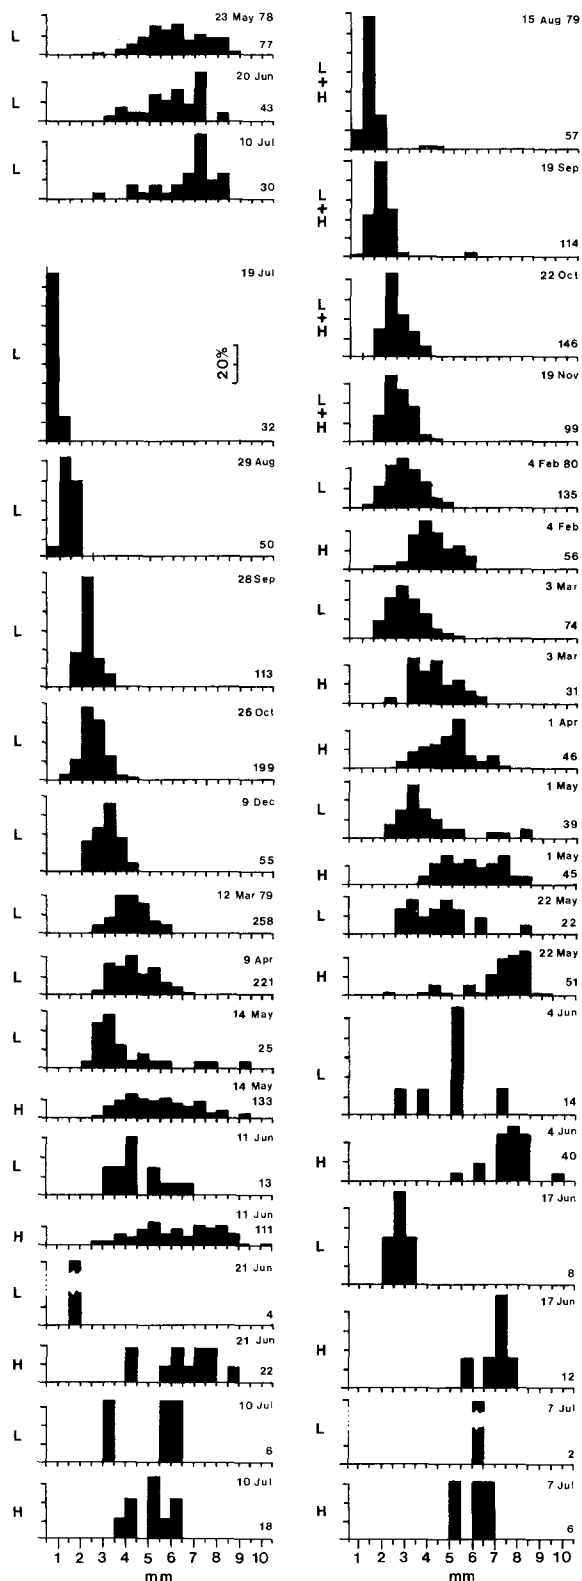 23 May 78
L
77
20 Jun
L
43
10 Jul
L
30
19 Jul
L
20%
32
29 Aug
L
50
28 Sep
L
113
26 Oct
L
199
9 Dec
L
55
12 Mar 79
L
258
9 Apr
L
221
14 May
L
25
14 May
H
133
11 Jun
L
13
11 Jun
H
111
21 Jun
L
4
21 Jun
H
22
10 Jul
L
6
10 Jul
H
18
1 2 3 4 5 6 7 8 9 10
mm
15 Aug 79
L
+
H
57
19 Sep
L
+
H
114
22 Oct
L
+
H
146
19 Nov
L
+
H
99
4 Feb 80
L
135
4 Feb
H
56
3 Mar
L
74
3 Mar
H
31
1 Apr
H
46
1 May
L
39
1 May
H
45
22 May
L
22
22 May
H
51
4 Jun
L
14
4 Jun
H
40
17 Jun
L
8
17 Jun
H
12
7 Jul
L
2
7 Jul
H
6
1 2 3 4 5 6 7 8 9 10
mm